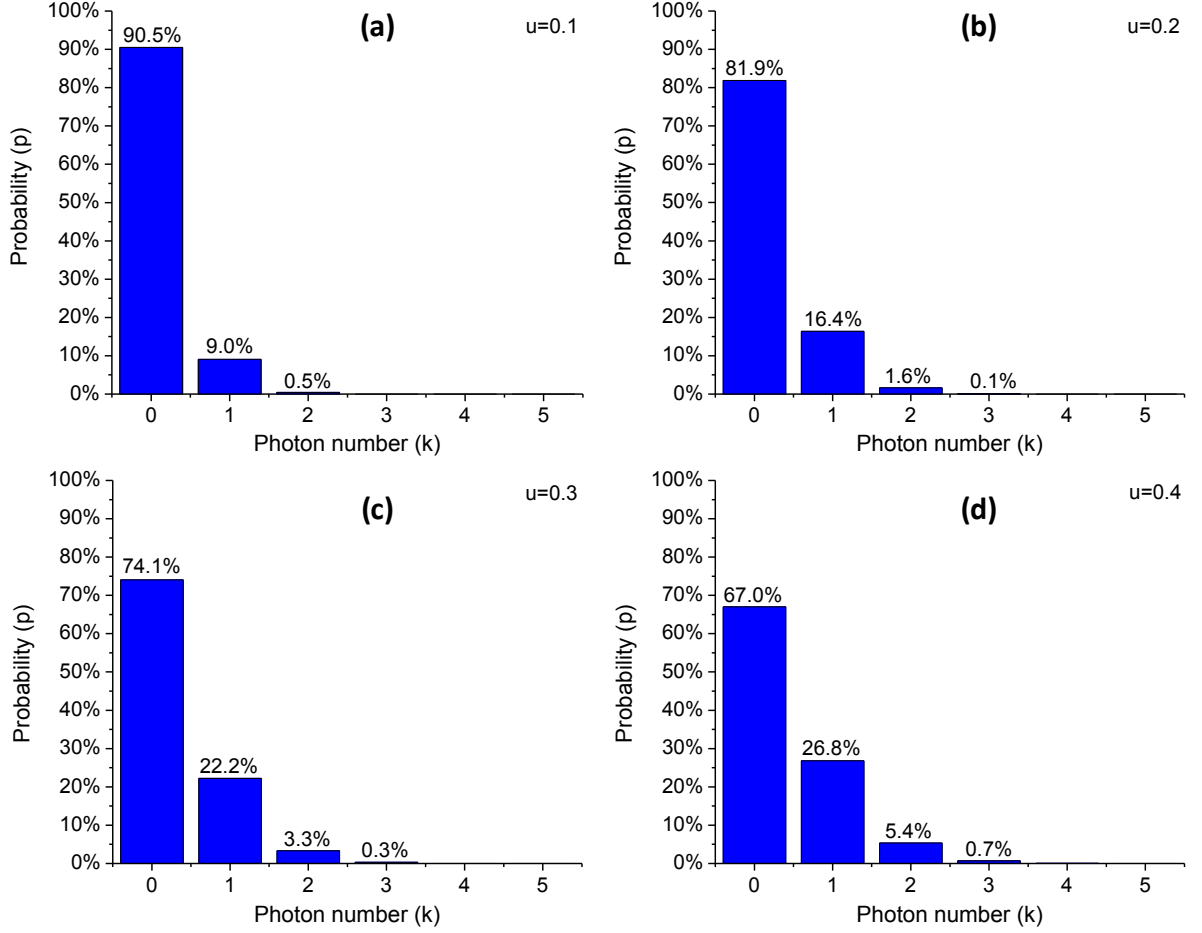 (a)
u=0.1
Probability (p)
100%
90%
80%
70%
60%
50%
40%
30%
20%
10%
0%
90.5%
9.0%
0.5%
0 1 2 3 4 5
Photon number (k)
(b)
u=0.2
Probability (p)
100%
90%
80%
70%
60%
50%
40%
30%
20%
10%
0%
81.9%
16.4%
1.6%
0.1%
0 1 2 3 4 5
Photon number (k)
(c)
u=0.3
Probability (p)
100%
90%
80%
70%
60%
50%
40%
30%
20%
10%
0%
74.1%
22.2%
3.3%
0.3%
0 1 2 3 4 5
Photon number (k)
(d)
u=0.4
Probability (p)
100%
90%
80%
70%
60%
50%
40%
30%
20%
10%
0%
67.0%
26.8%
5.4%
0.7%
0 1 2 3 4 5
Photon number (k)